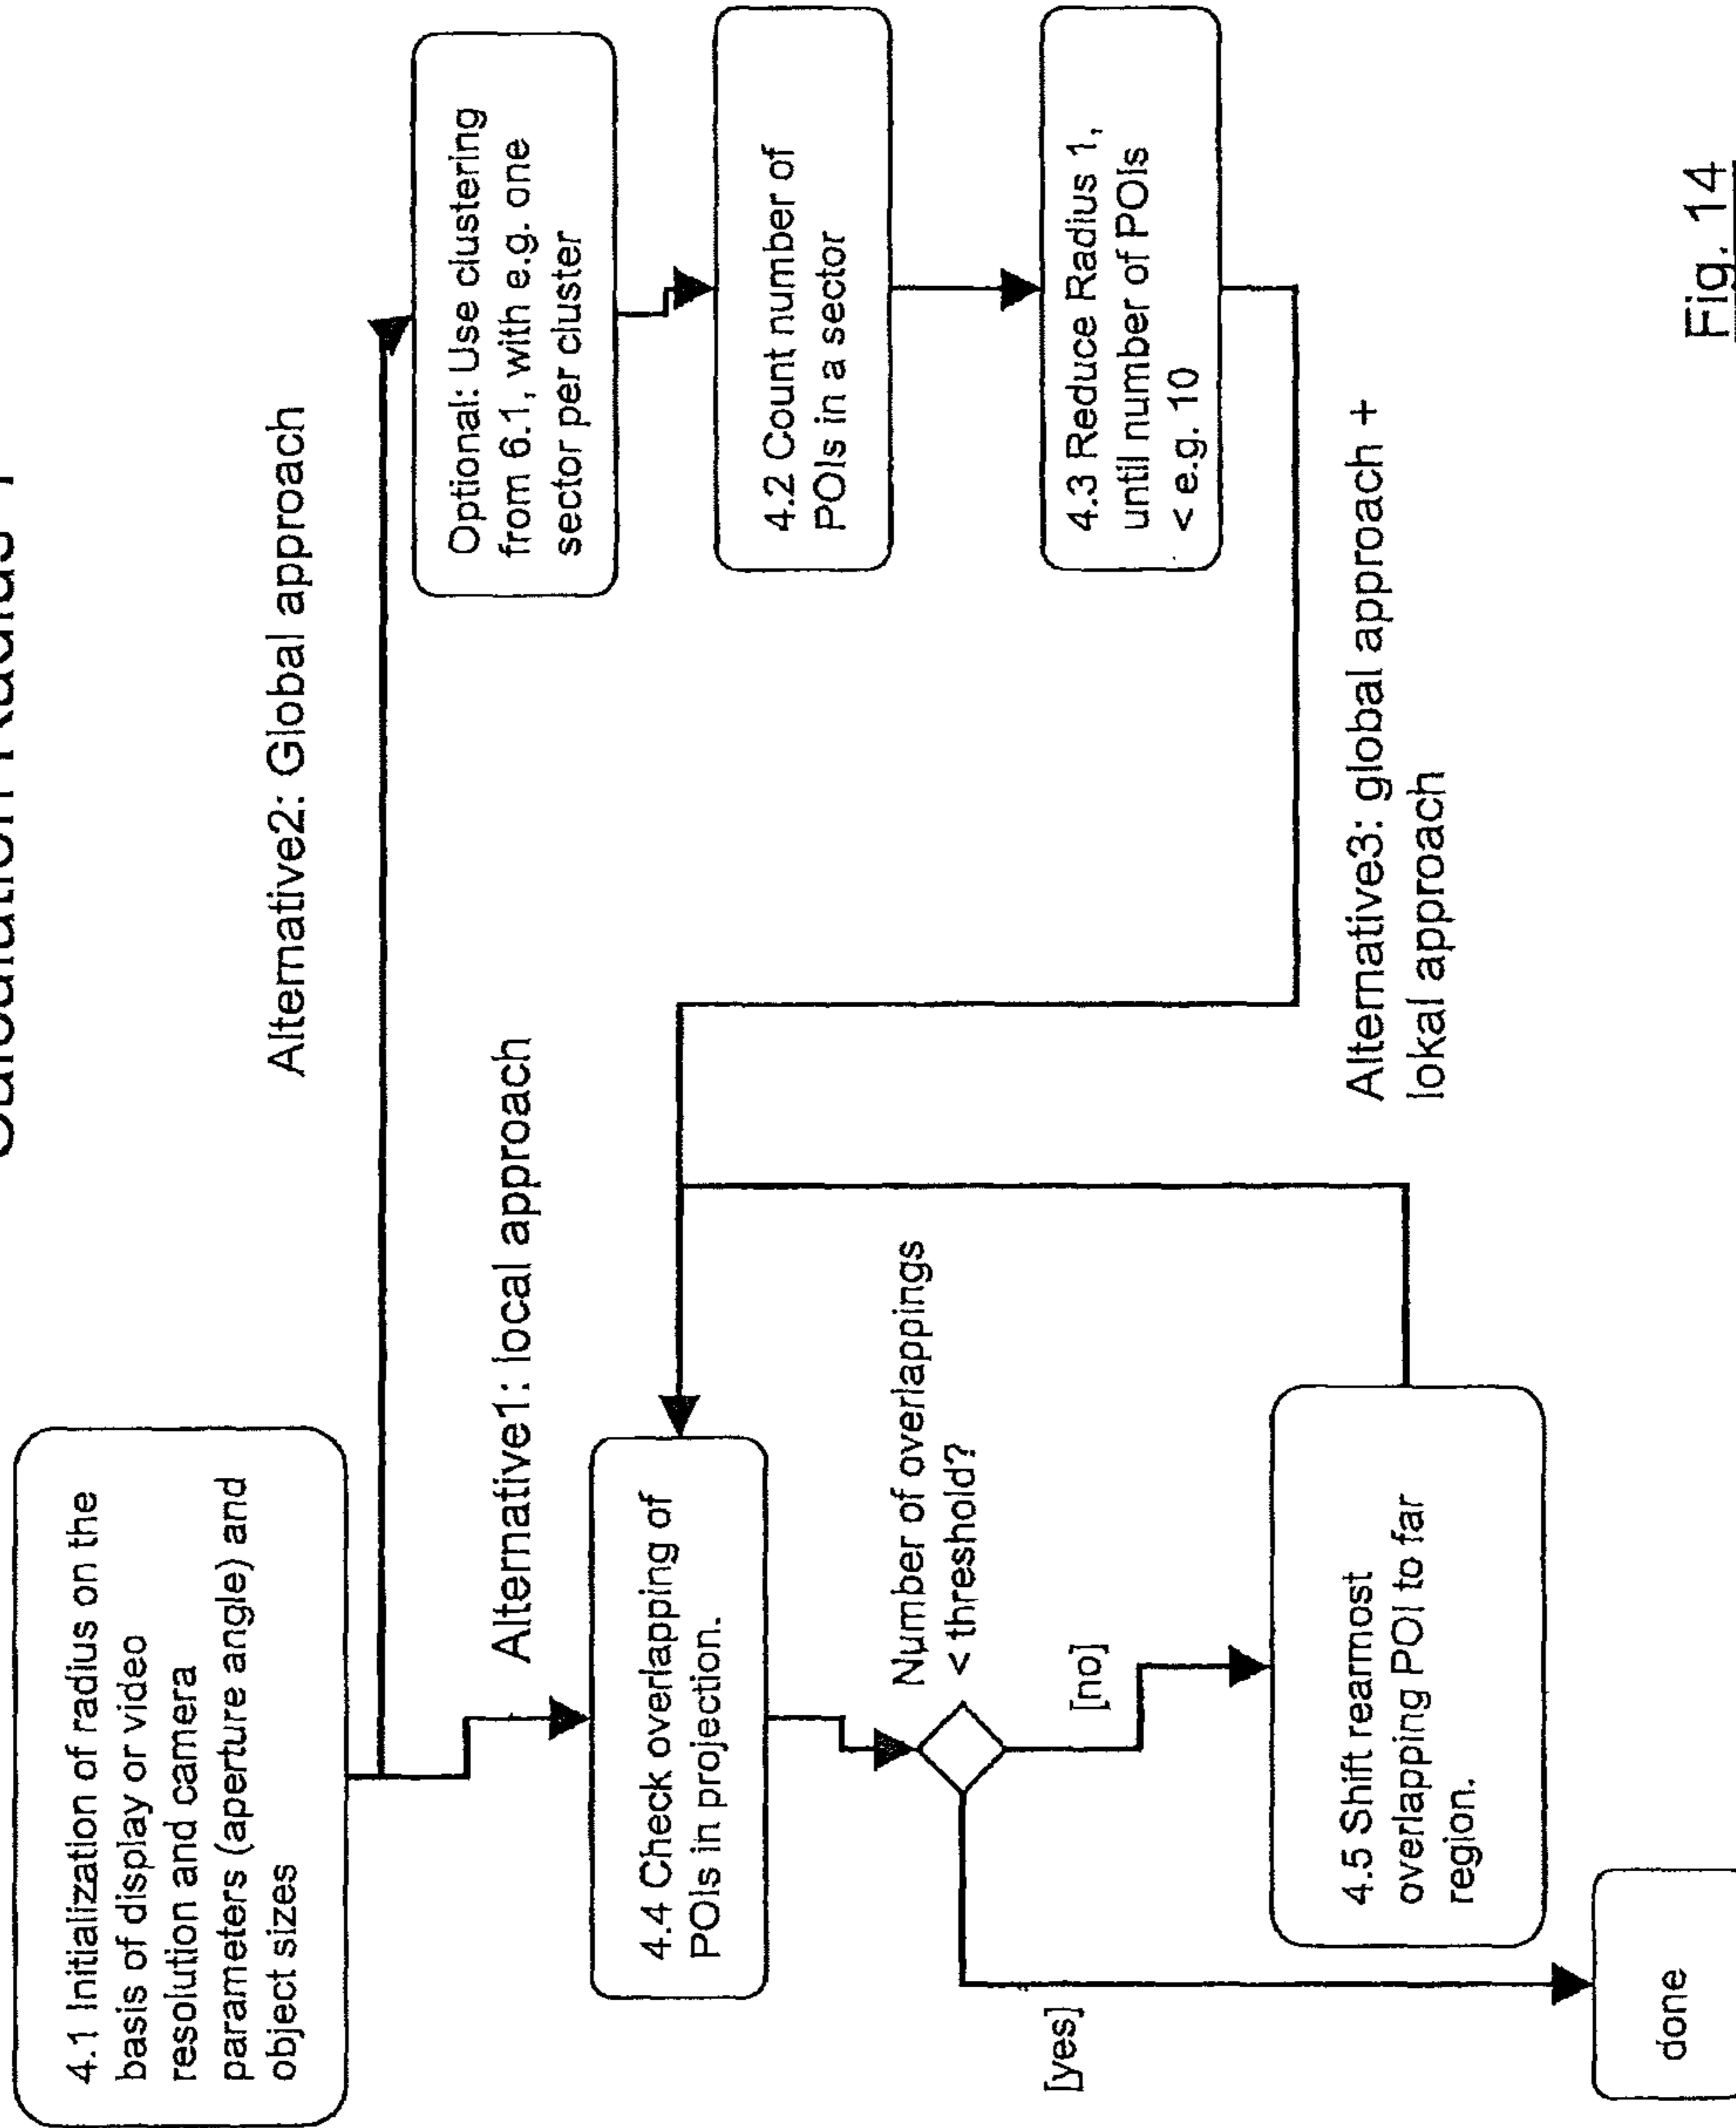 Calculation Radius 1
Alternative2: Global approach
4.1 Initialization of radius on the
basis of display or video
resolution and camera
parameters (aperture angle) and
object sizes
Alternative1: local approach
Optional: Use clustering
from 6.1, with e.g. one
sector per cluster
4.4 Check overlapping of
POIs in projection.
4.2 Count number of
POIs in a sector
Number of overlappings
< threshold?
[no]
[yes]
4.3 Reduce Radius 1,
until number of POIs
< e.g. 10
4.5 Shift rearmost
overlapping POI to far
region.
Alternative3: global approach +
lokal approach
done
Fig. 14